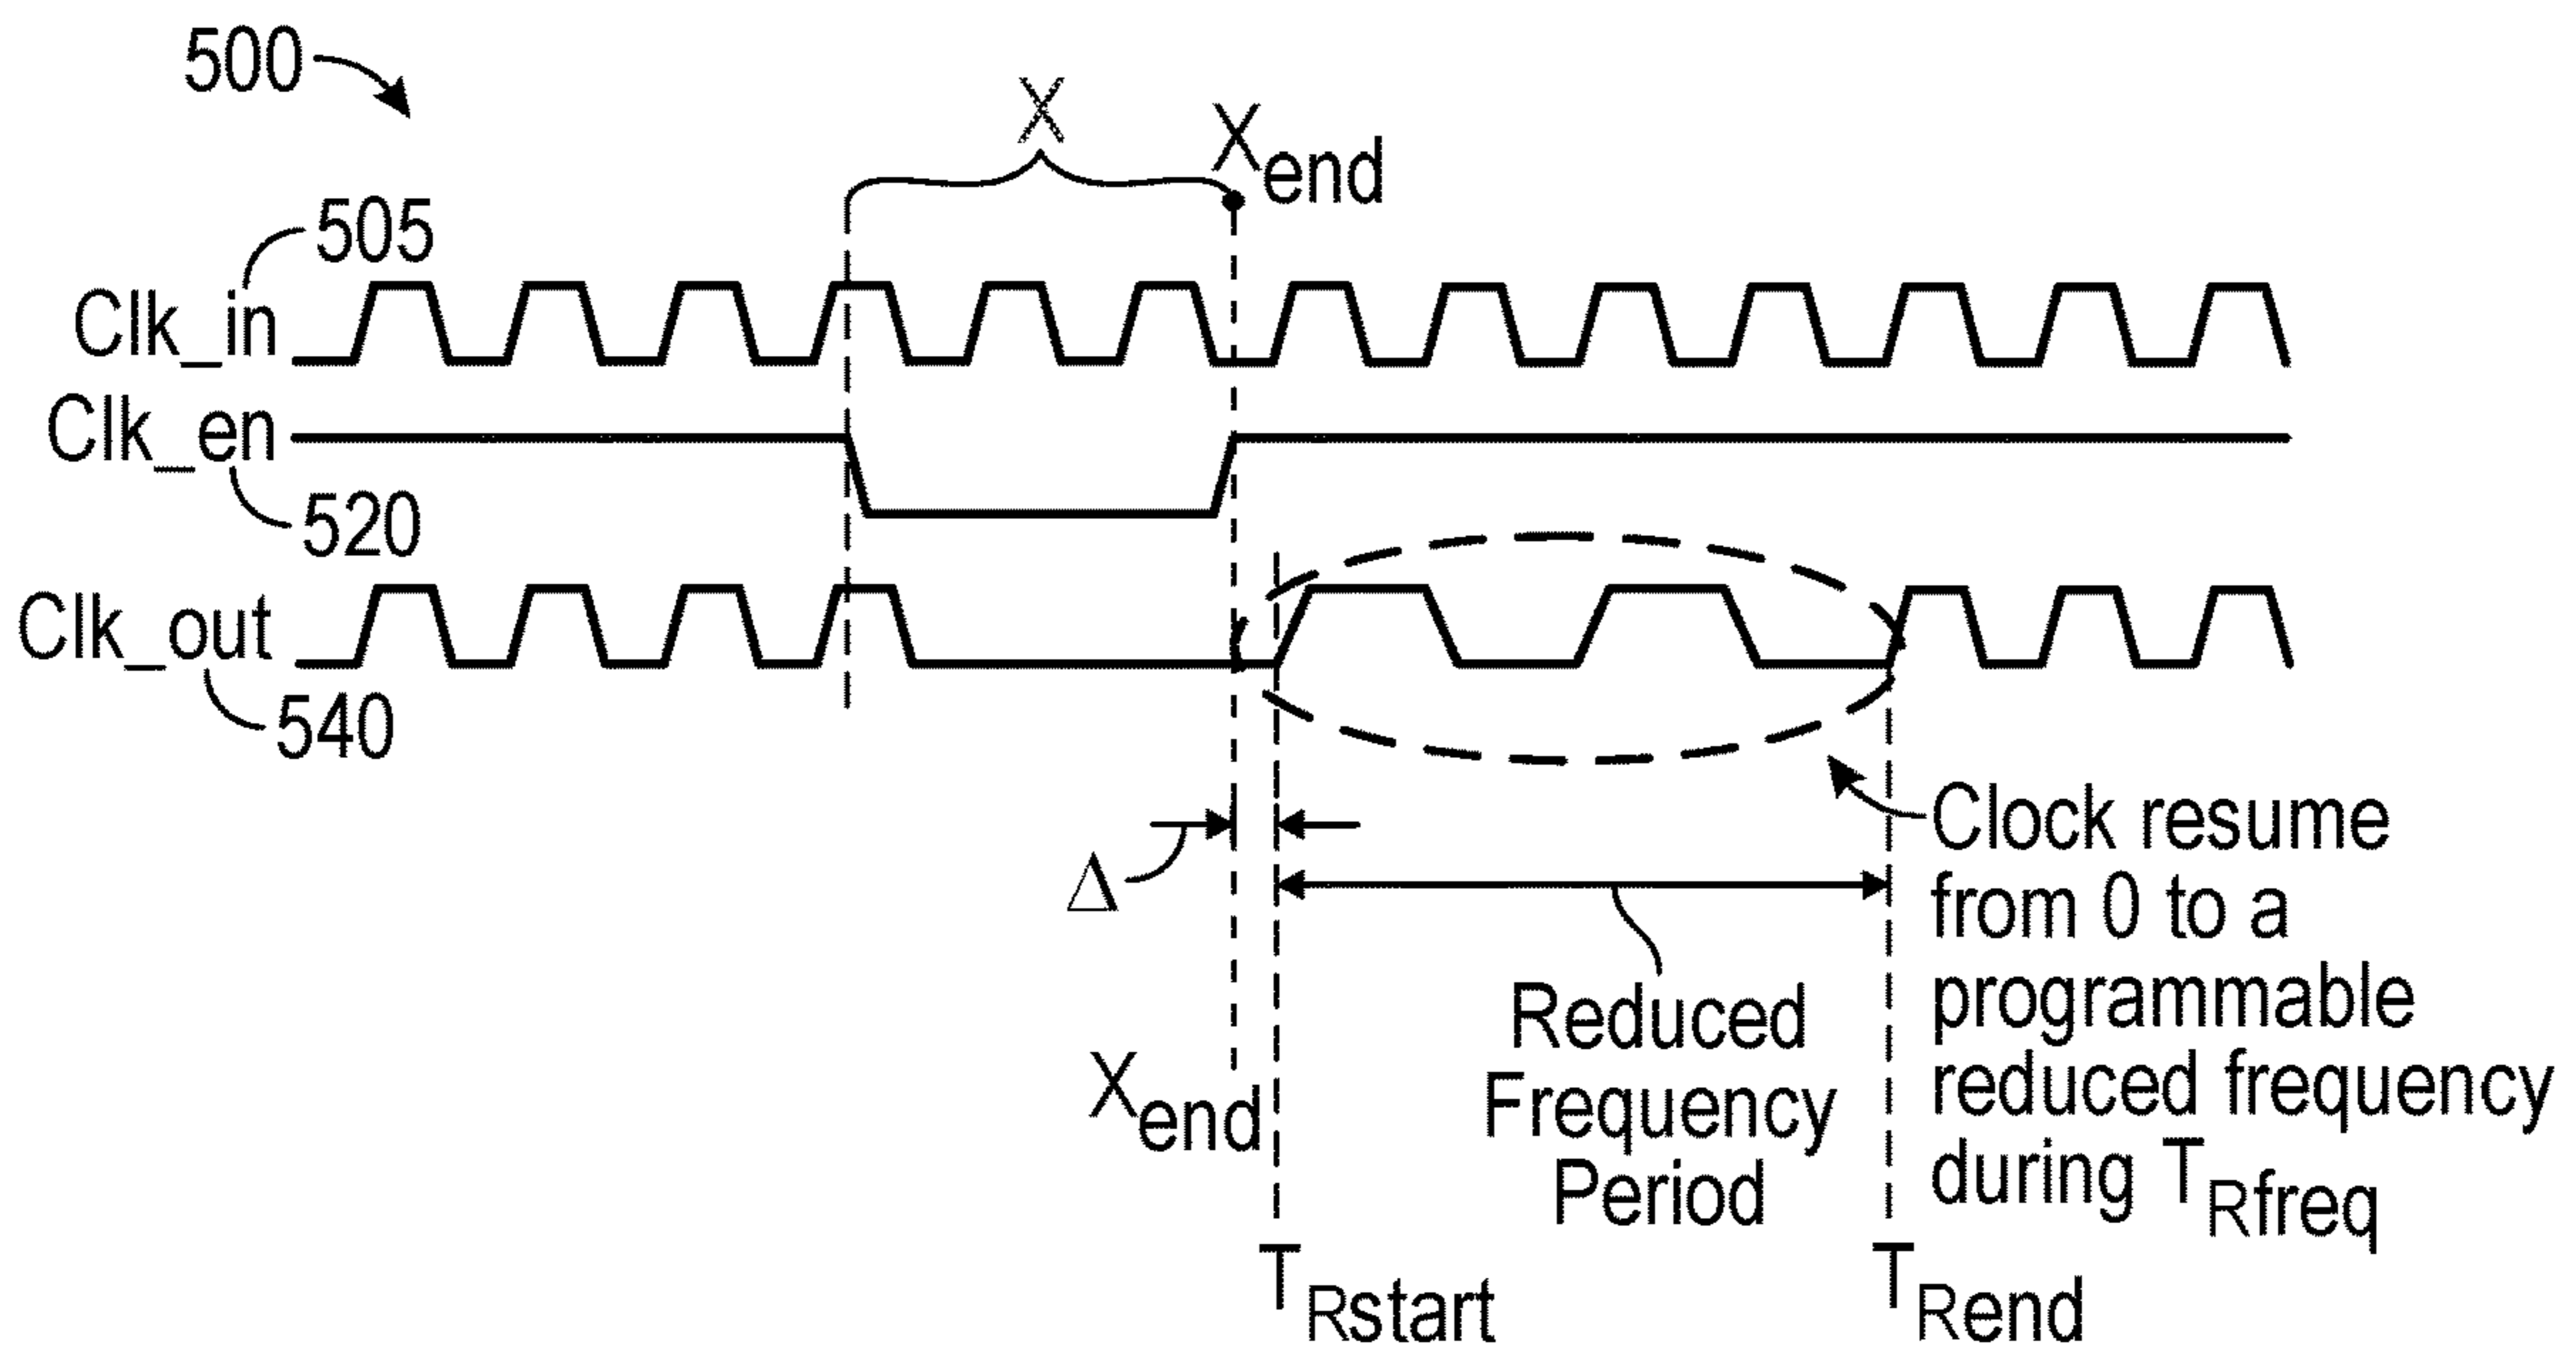 500
X
Xend
505
Clk_in
Clk_en
520
Clk_out
540
Δ
Clock resume
from 0 to a
programmable
reduced frequency
during TRfreq
Reduced
Frequency
Period
Xend
TRstart
TRend